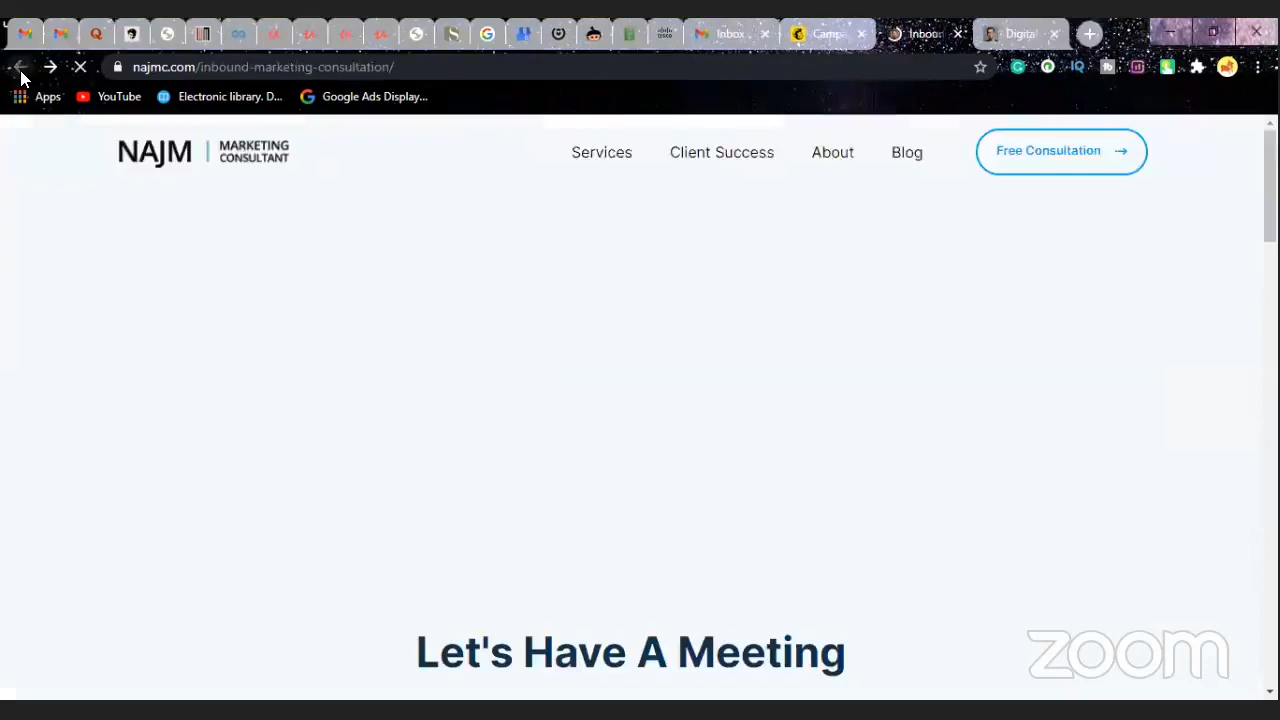 Inbox
Camp
Inbour
Digital
najmc.com/inbound-marketing-consultation/
Apps YouTube Electronic library. D... Google Ads Display...
NAJM | MARKETING CONSULTANT
Services Client Success About Blog Free Consultation →
Let's Have A Meeting
zoom